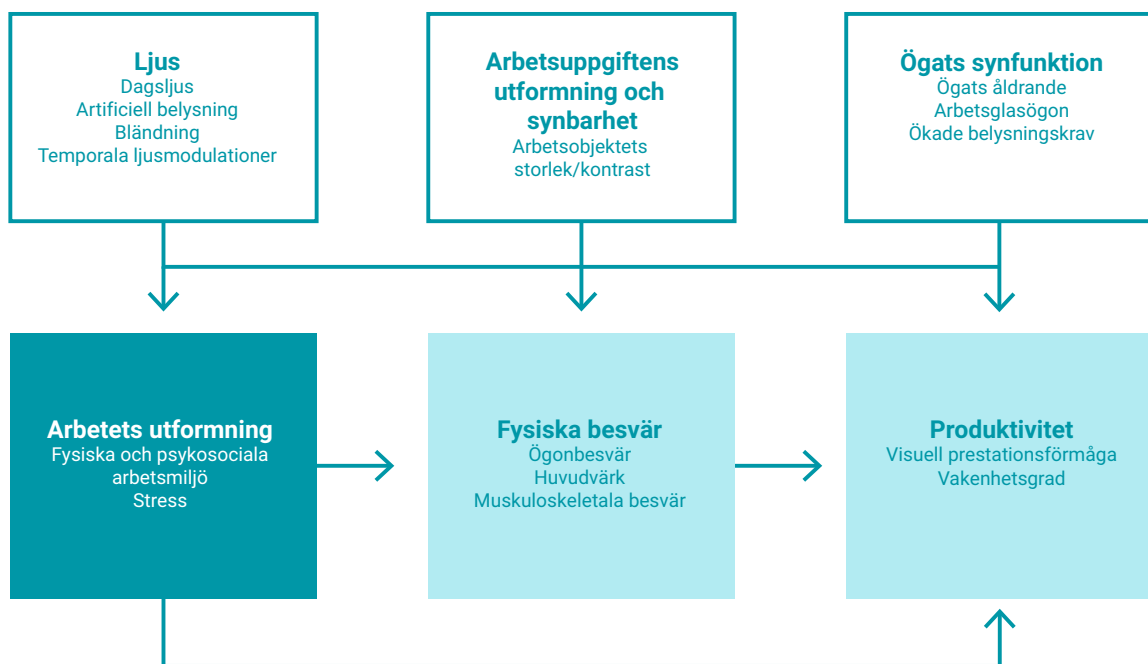 Ljus
Dagsljus
Artificiell belysning
Bländning
Temporala ljusmodulationer
Arbetsuppgiftens
utformning och
synbarhet
Arbetsobjektets
storlek/kontrast
Ögats synfunktion
Ögats åldrande
Arbetsglasögon
Ökade belysningskrav
Arbetets utformning
Fysiska och psykosociala
arbetsmiljö
Stress
Fysiska besvär
Ögonbesvär
Huvudvärk
Muskuloskeletala besvär
Produktivitet
Visuell prestationsförmåga
Vakenhetsgrad